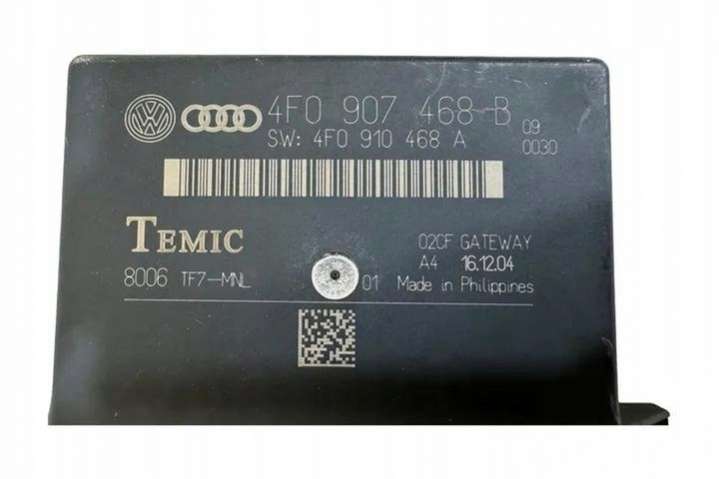 4F0 907 468 B
SW: 4F0 910 468 A
09
0030
TEMIC
02CF GATEWAY
A4 16.12.04
8006 TF7-MNL
01 Made in Philippines